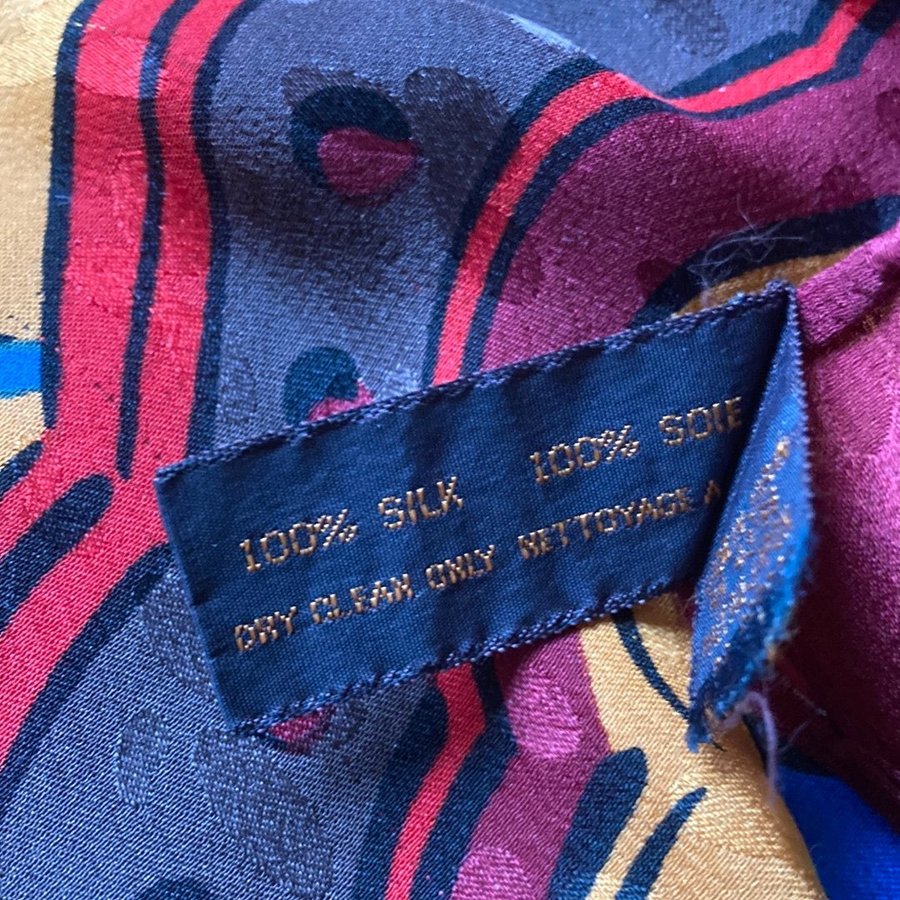 100% SILK 100% SOIE
DRY CLEAN ONLY NETTOYAGE A